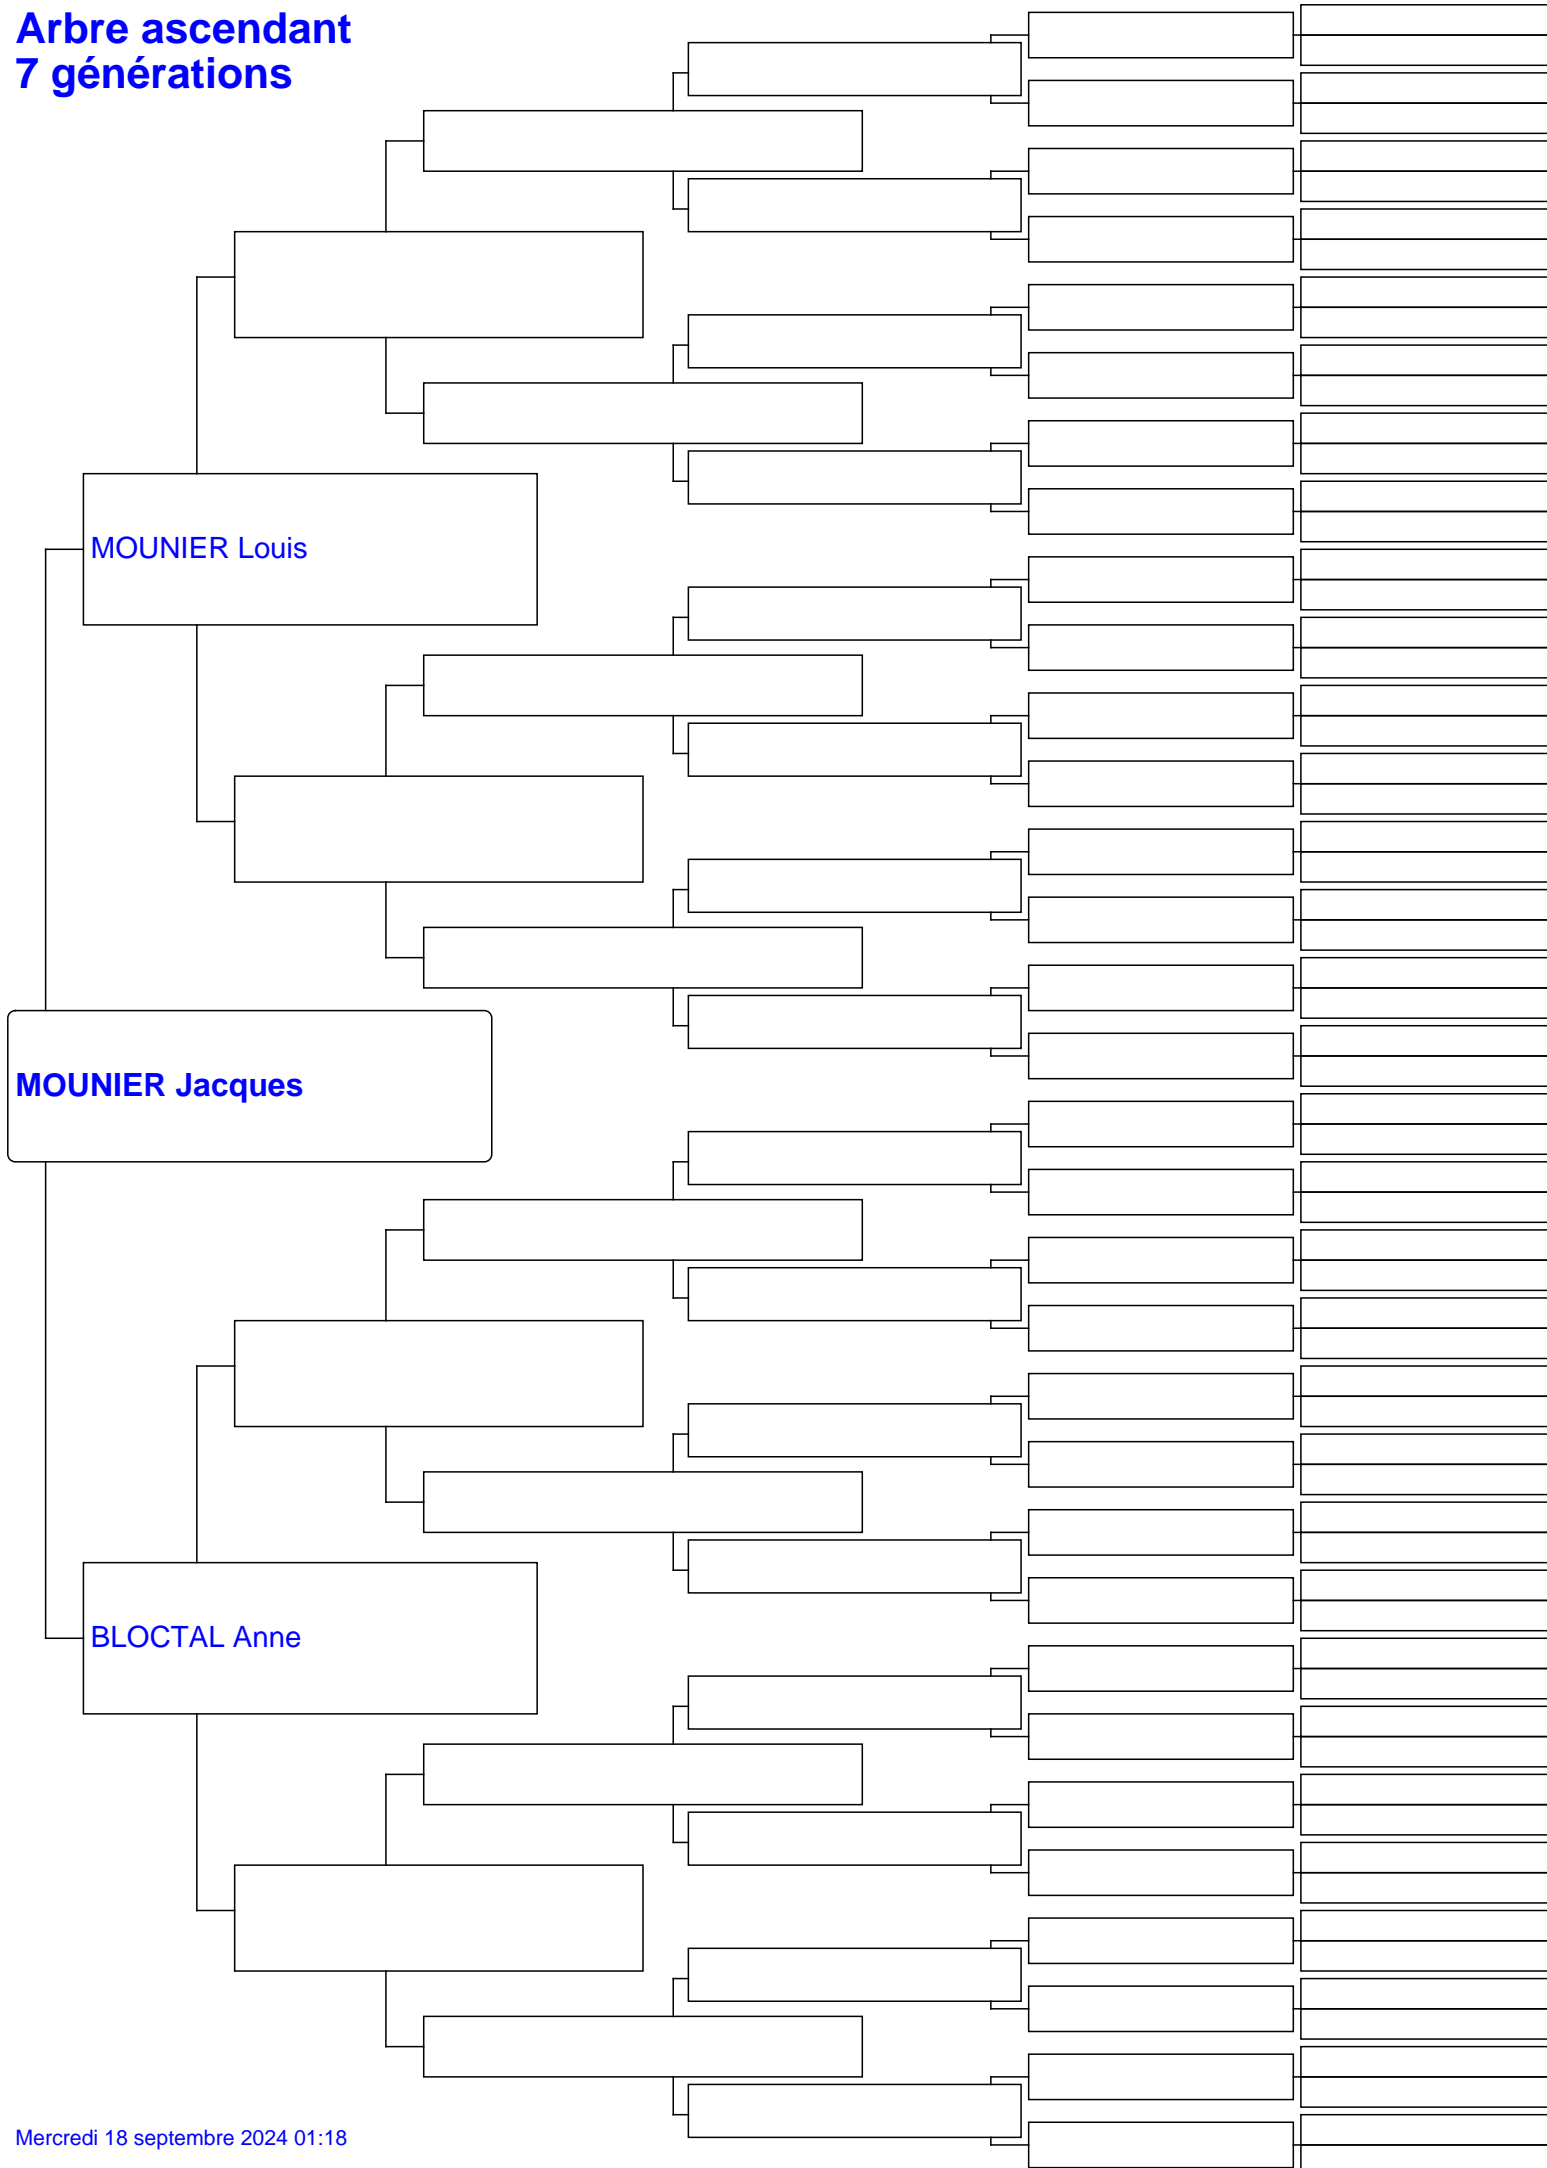 Arbre ascendant
7 générations
MOUNIER Louis
MOUNIER Jacques
BLOCTAL Anne
Mercredi 18 septembre 2024 01:18